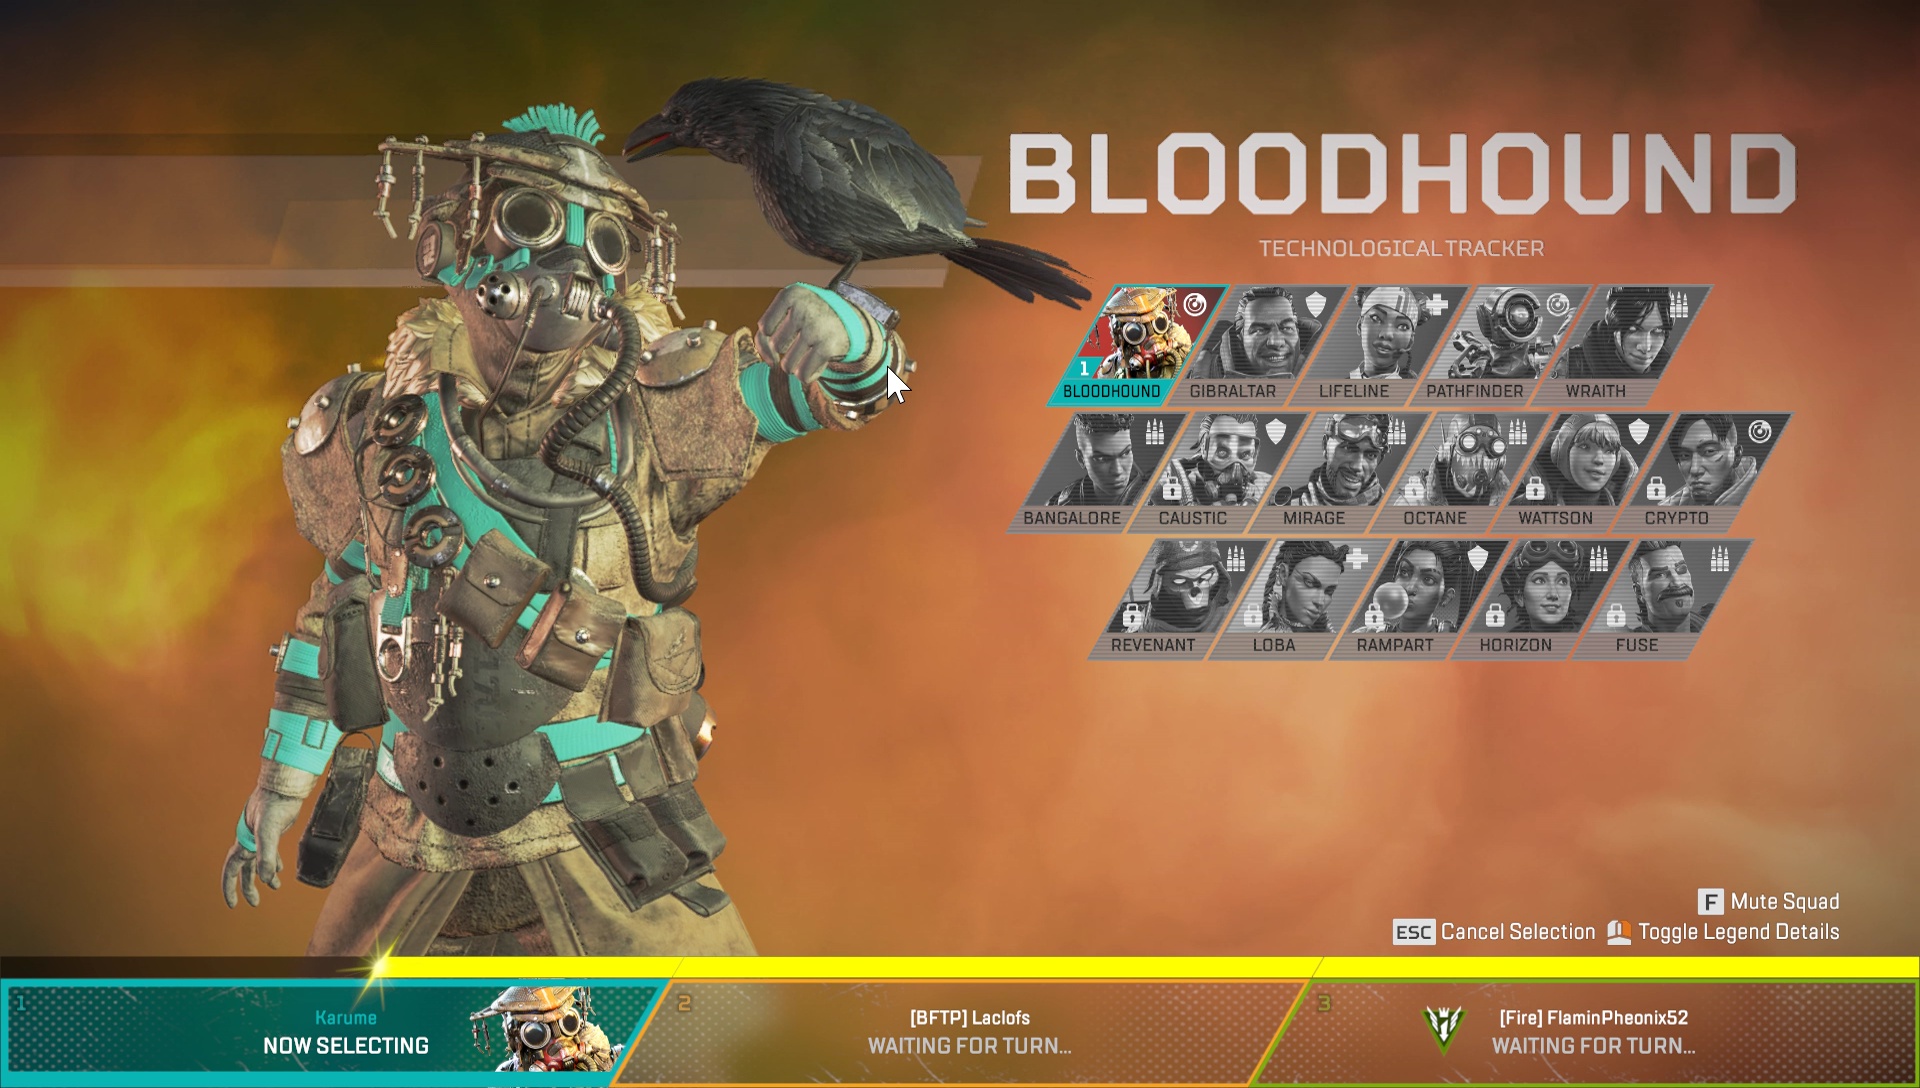 BLOODHOUND
TECHNOLOGICAL TRACKER
1
BLOODHOUND
GIBRALTAR
LIFELINE
PATHFINDER
WRAITH
BANGALORE
CAUSTIC
MIRAGE
OCTANE
WATTSON
CRYPTO
REVENANT
LOBA
RAMPART
HORIZON
FUSE
F Mute Squad
ESC Cancel Selection Toggle Legend Details
1
Karume
NOW SELECTING
2
[BFTP] Laclofs
WAITING FOR TURN...
3
[Fire] FlaminPheonix52
WAITING FOR TURN...